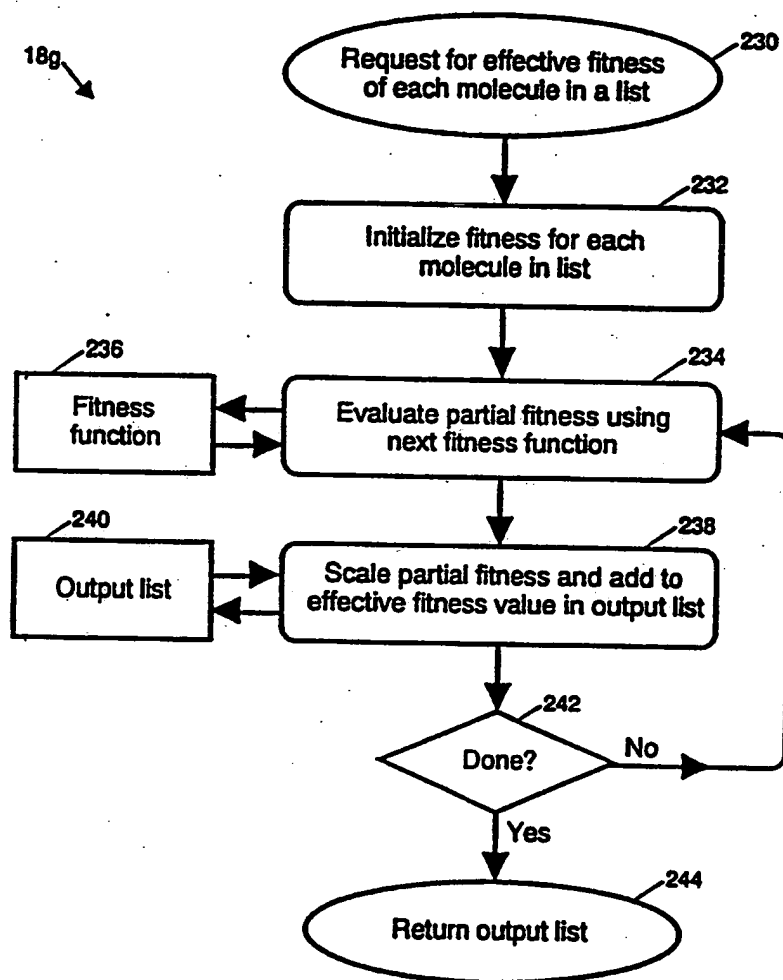 230
18g
Request for effective fitness
of each molecule in a list
232
Initialize fitness for each
molecule in list
236
234
Fitness
function
Evaluate partial fitness using
next fitness function
240
238
Output list
Scale partial fitness and add to
effective fitness value in output list
242
Done?
No
Yes
244
Return output list